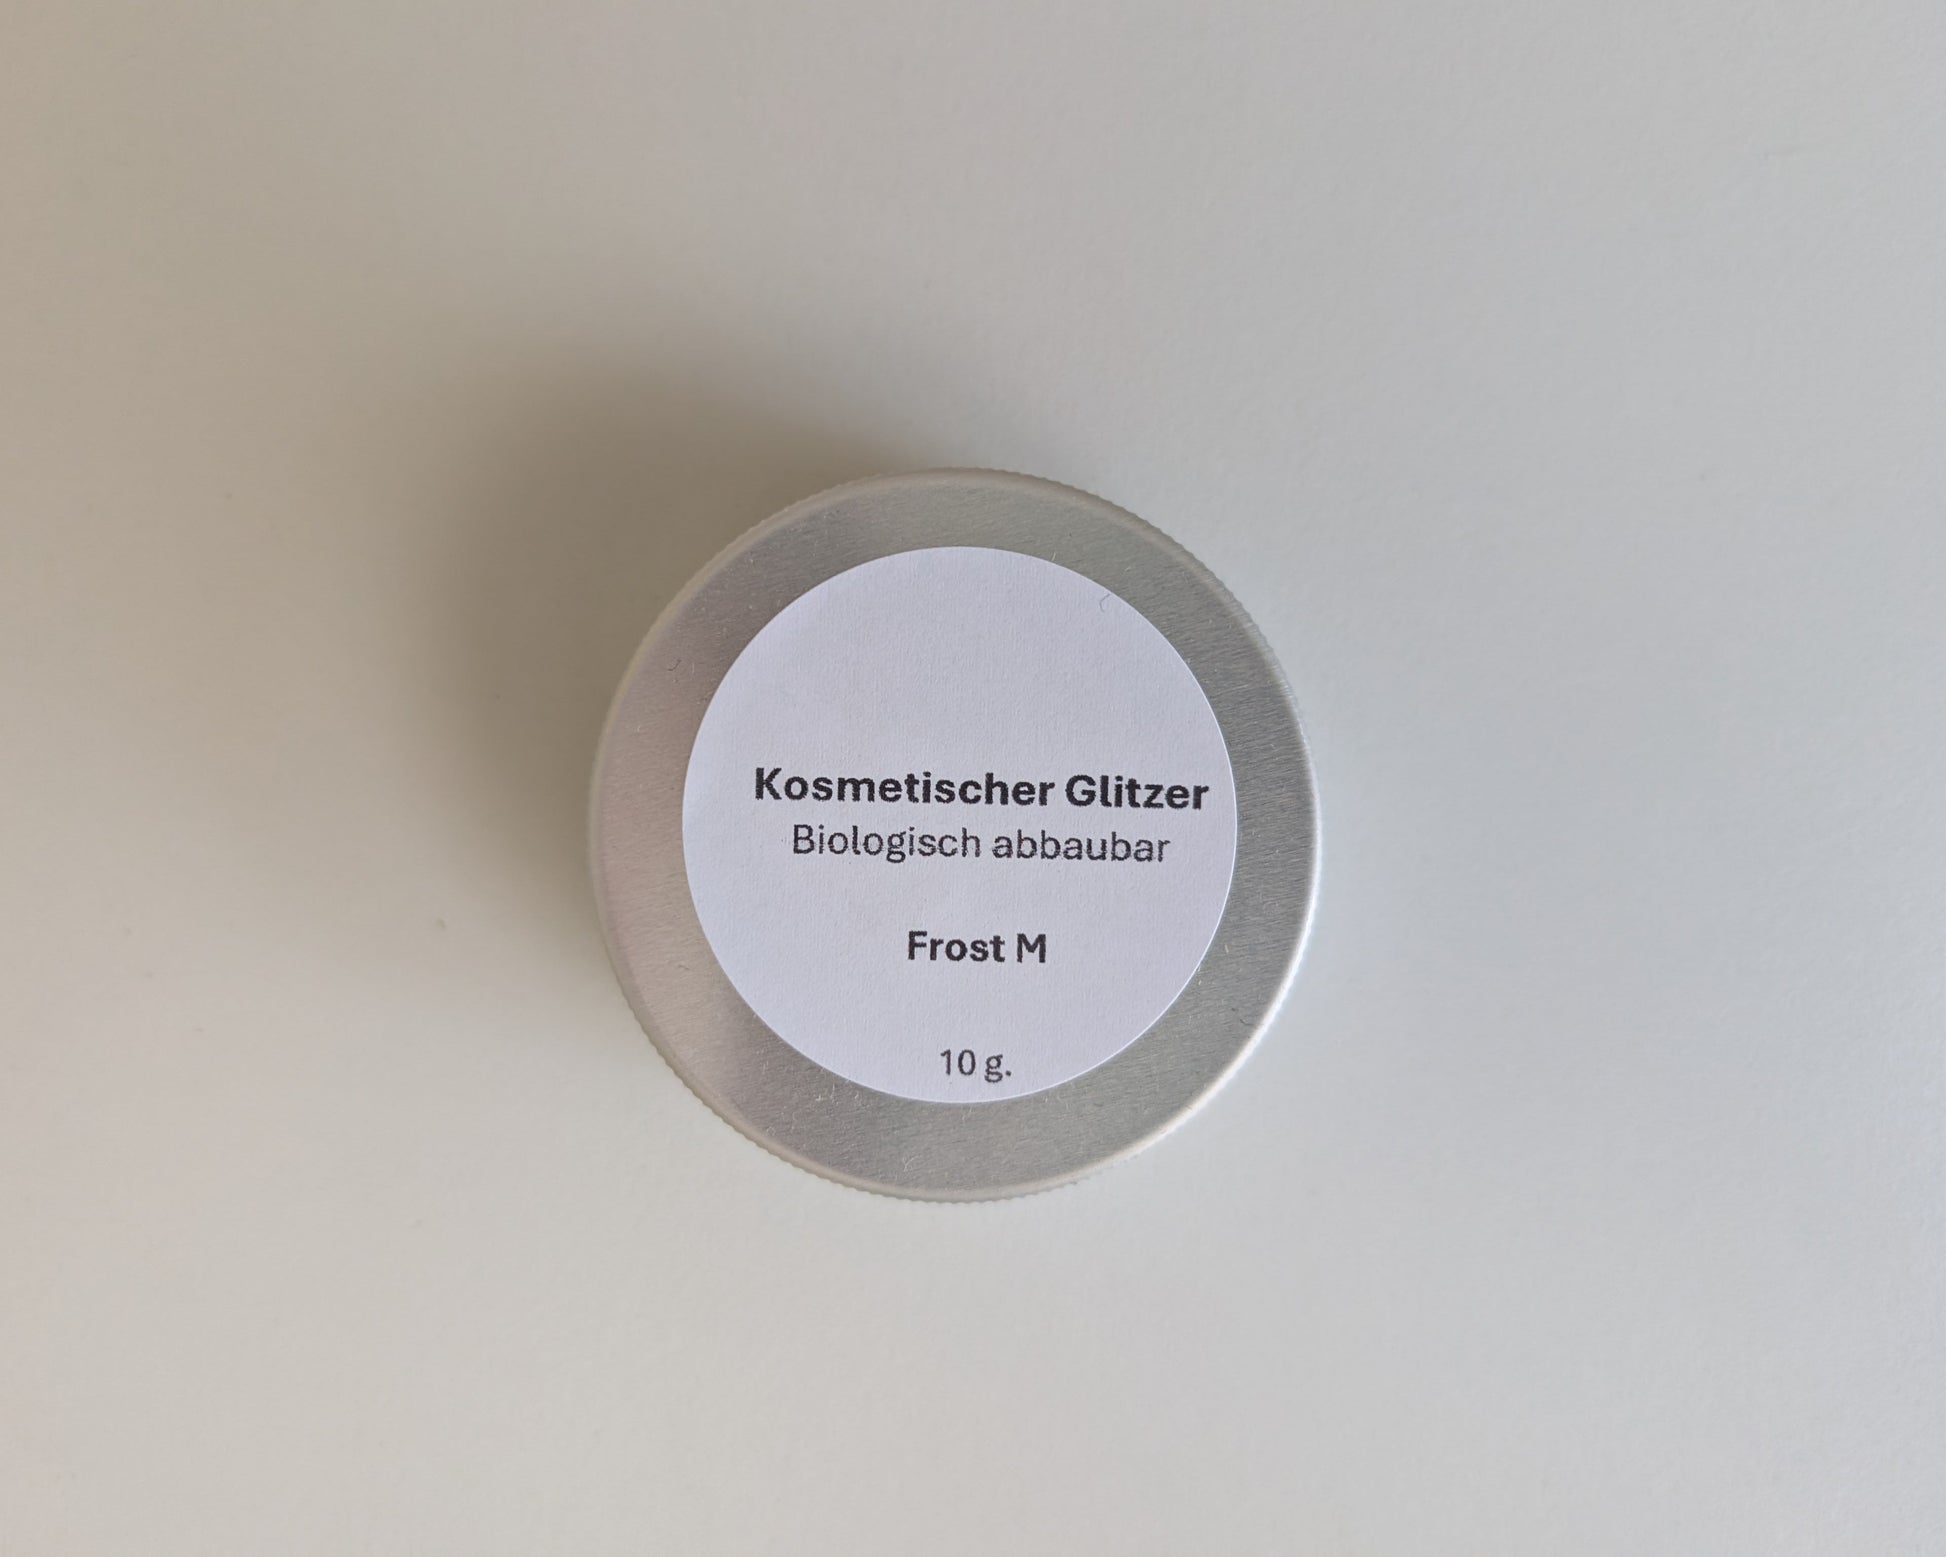 Kosmetischer Glitzer
Biologisch abbaubar
Frost M
10 g.